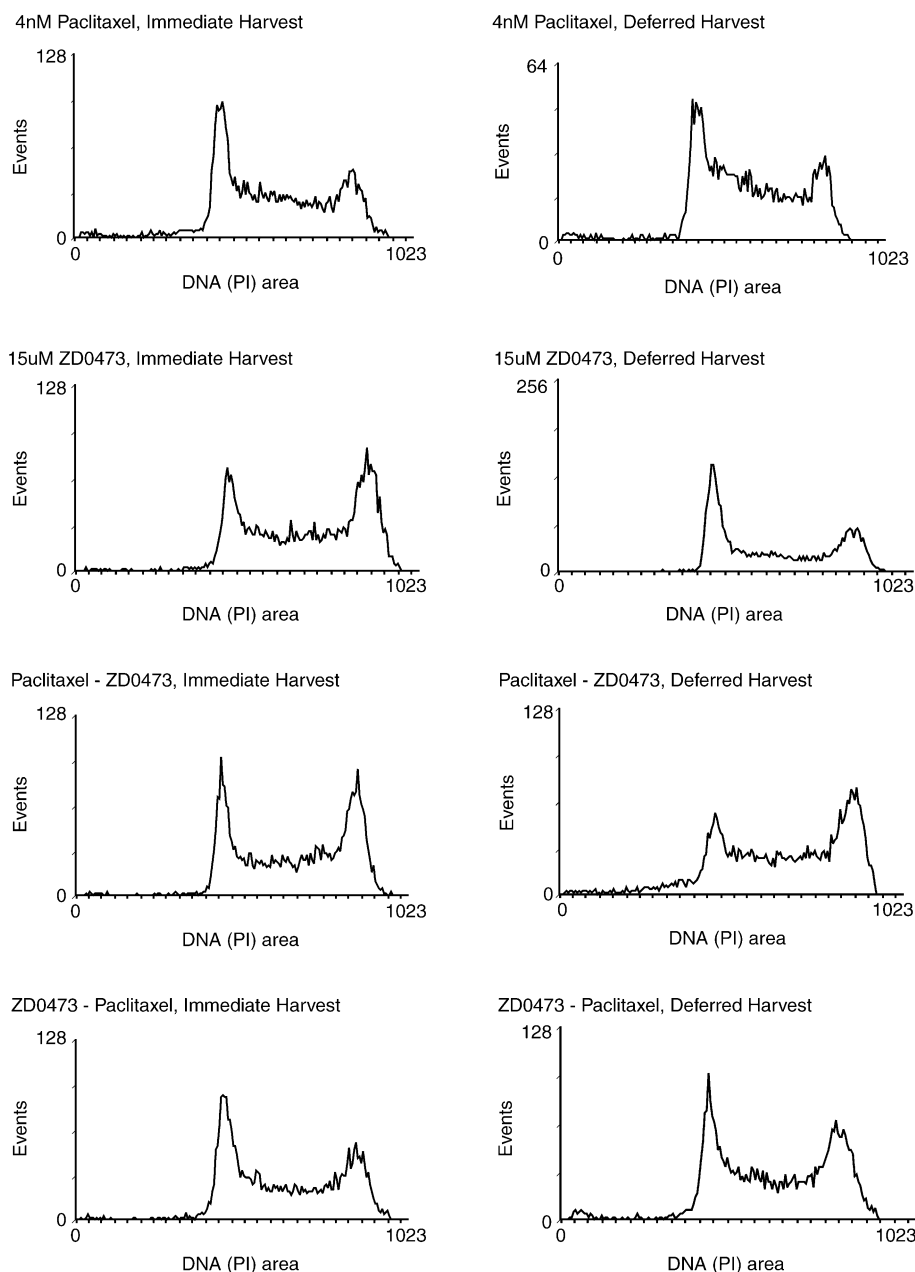 4nM Paclitaxel, Immediate Harvest
128
Events
0
0
1023
DNA (PI) area
4nM Paclitaxel, Deferred Harvest
64
Events
0
0
1023
DNA (PI) area
15uM ZD0473, Immediate Harvest
128
Events
0
0
1023
DNA (PI) area
15uM ZD0473, Deferred Harvest
256
Events
0
0
1023
DNA (PI) area
Paclitaxel - ZD0473, Immediate Harvest
128
Events
0
0
1023
DNA (PI) area
Paclitaxel - ZD0473, Deferred Harvest
128
Events
0
0
1023
DNA (PI) area
ZD0473 - Paclitaxel, Immediate Harvest
128
Events
0
0
1023
DNA (PI) area
ZD0473 - Paclitaxel, Deferred Harvest
128
Events
0
0
1023
DNA (PI) area